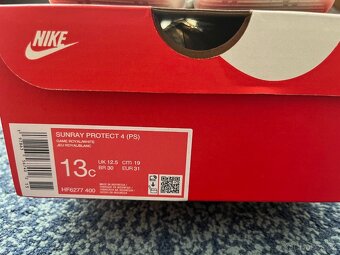 NIKE
SUNRAY PROTECT 4 (PS)
GAME ROYAL/WHITE
JEU ROYAL/BLANC
13C
UK 12.5 CM 19
BR 30 EUR 31
HF6277 400